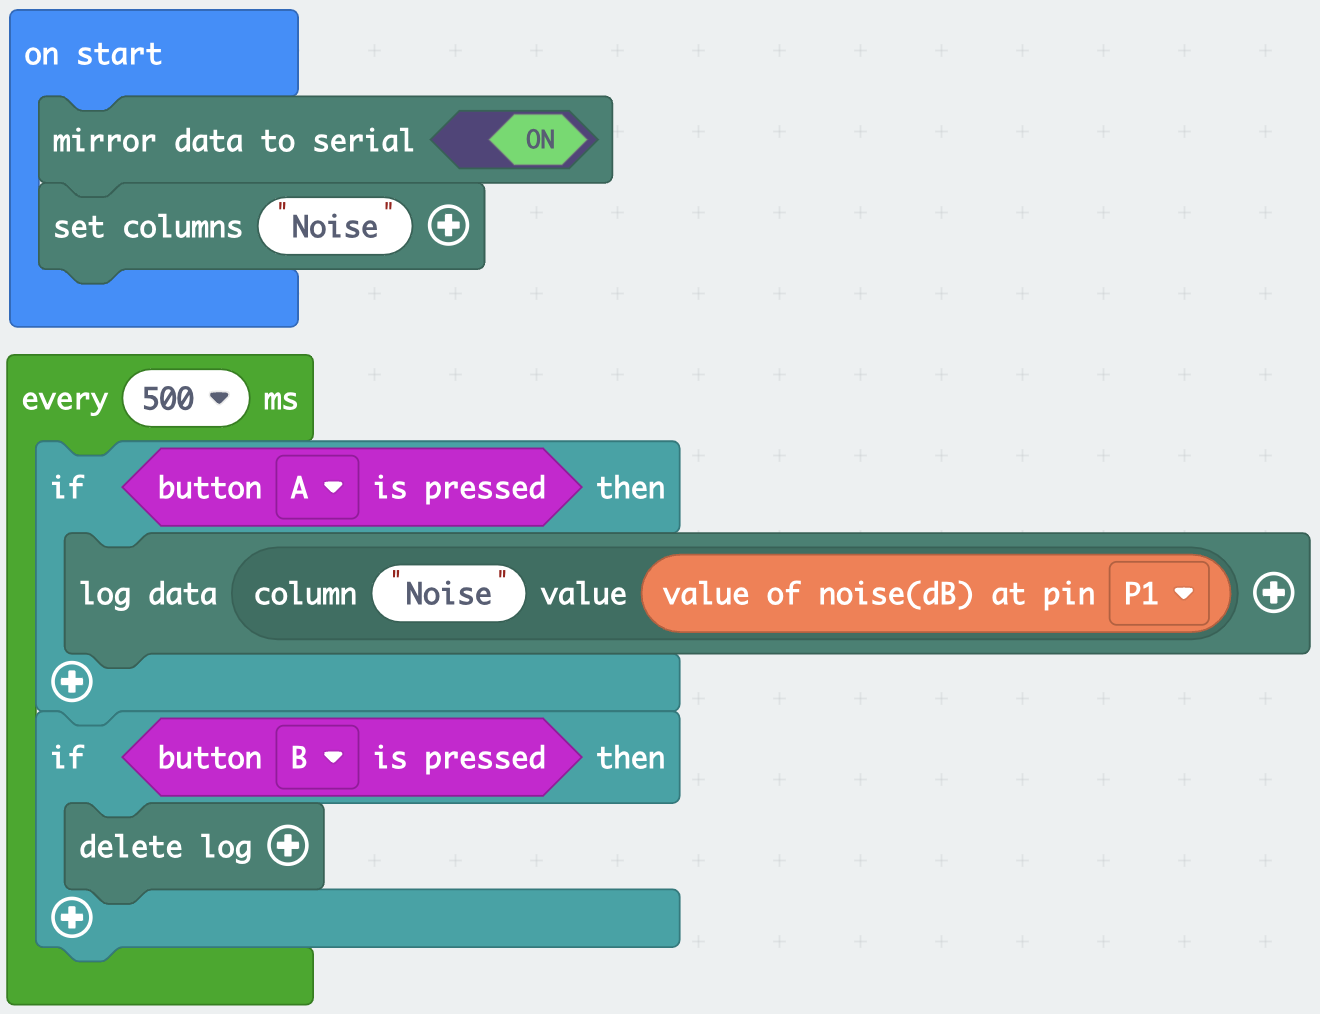 on start
mirror data to serial ON
set columns "Noise"
every 500 ms
if button A is pressed then
log data column "Noise" value value of noise(dB) at pin P1
if button B is pressed then
delete log